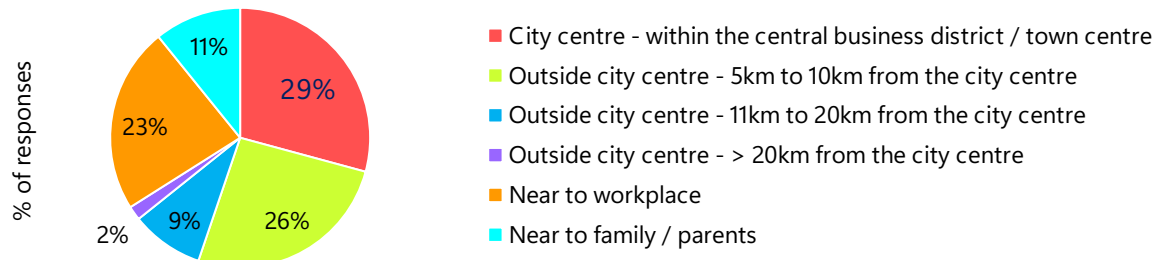 % of responses
11%
29%
23%
2%
9%
26%
City centre - within the central business district / town centre
Outside city centre - 5km to 10km from the city centre
Outside city centre - 11km to 20km from the city centre
Outside city centre - > 20km from the city centre
Near to workplace
Near to family / parents